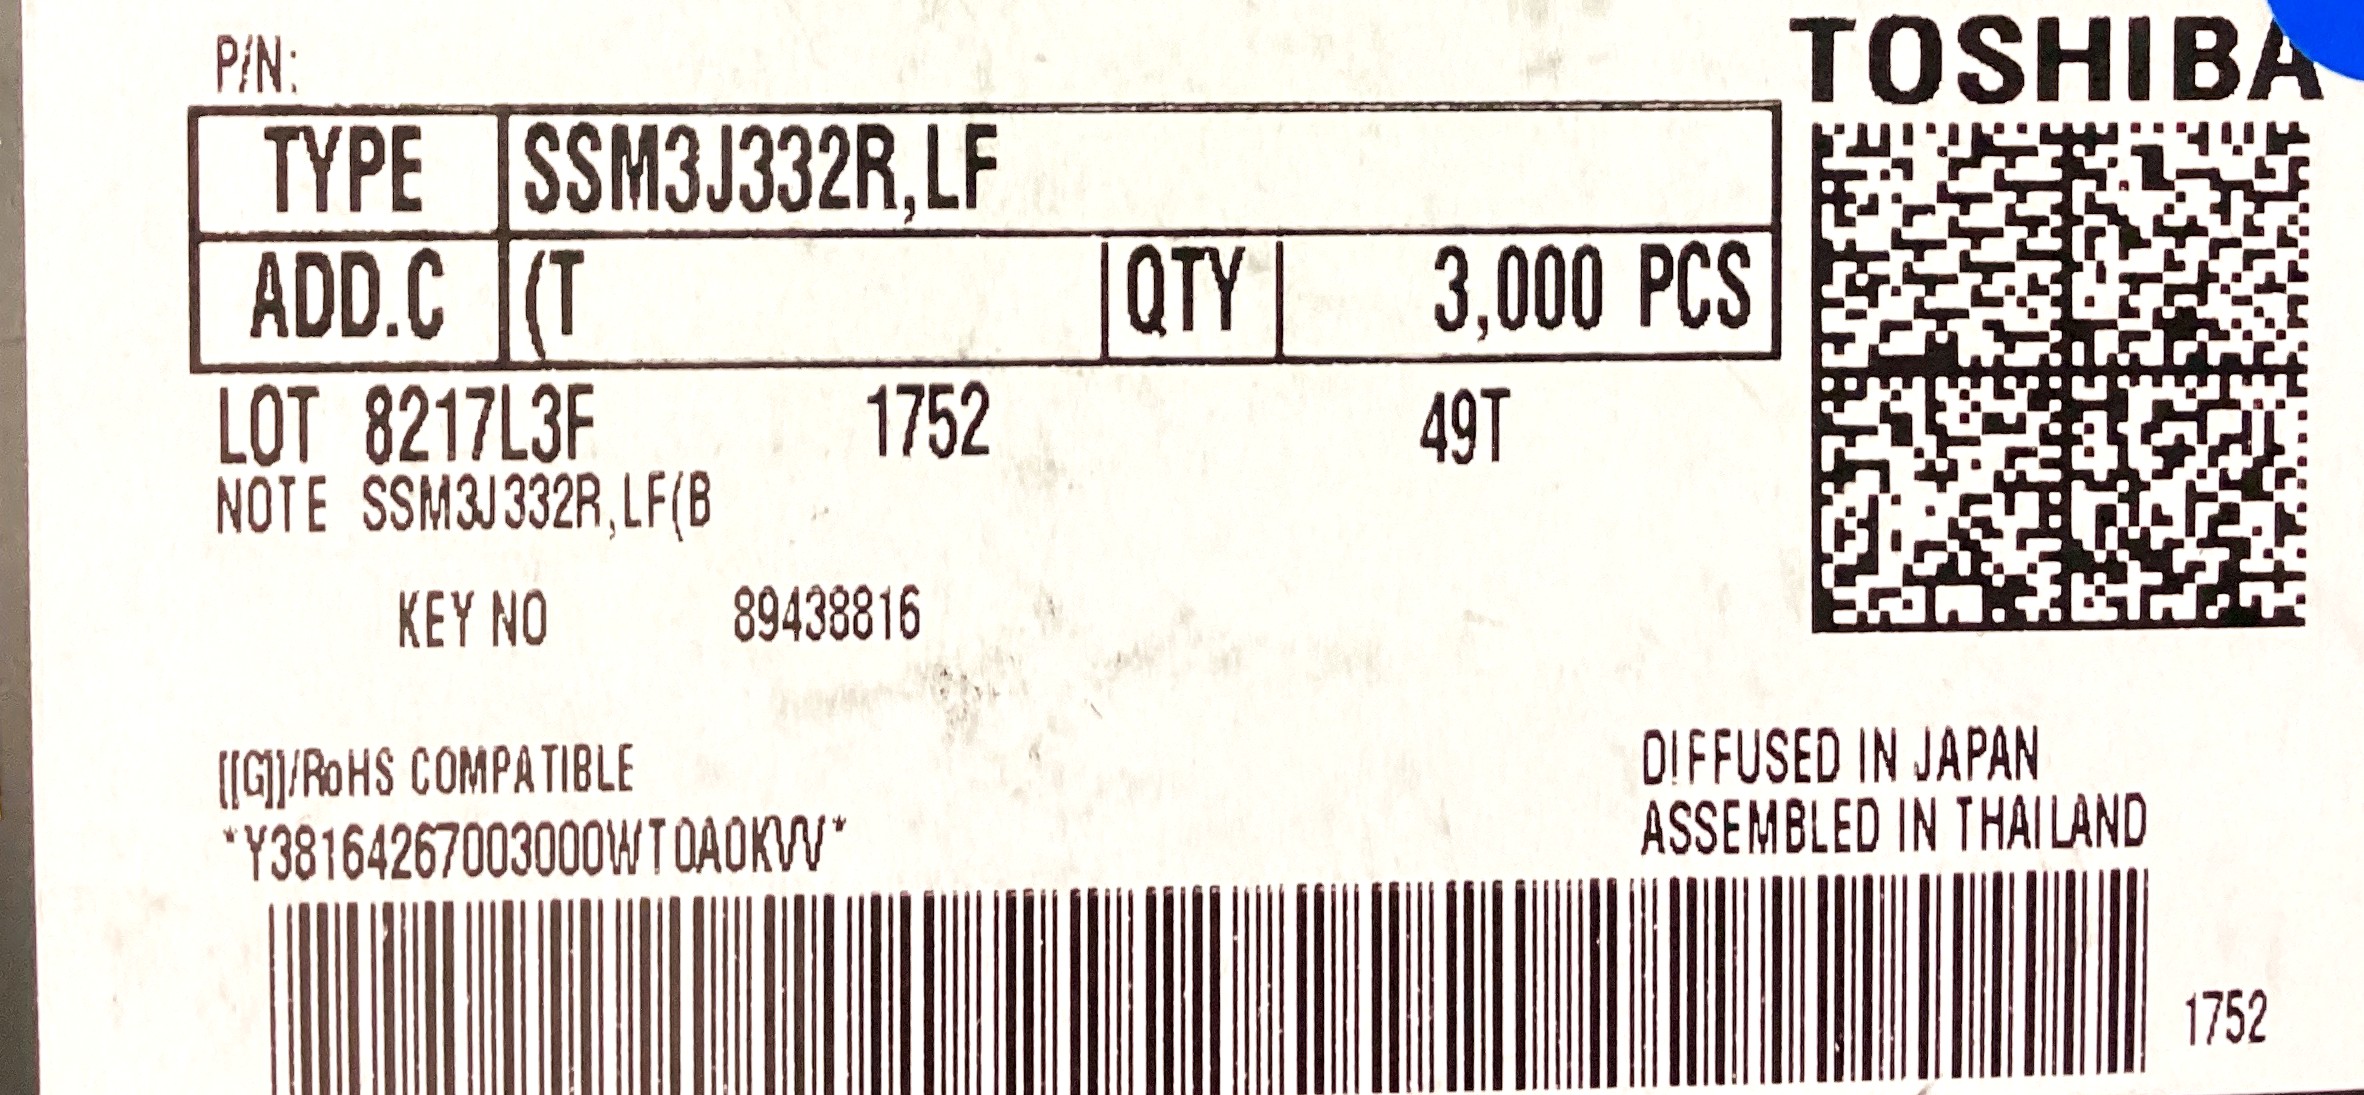 P/N:
TOSHIBA
TYPE SSM3J332R,LF
ADD.C (T QTY 3,000 PCS
LOT 8217L3F 1752 49T
NOTE SSM3J332R,LF(B
KEY NO 89438816
[[G]]/RoHS COMPATIBLE
DIFFUSED IN JAPAN
ASSEMBLED IN THAILAND
*Y38164267003000WT0A0KVV*
1752